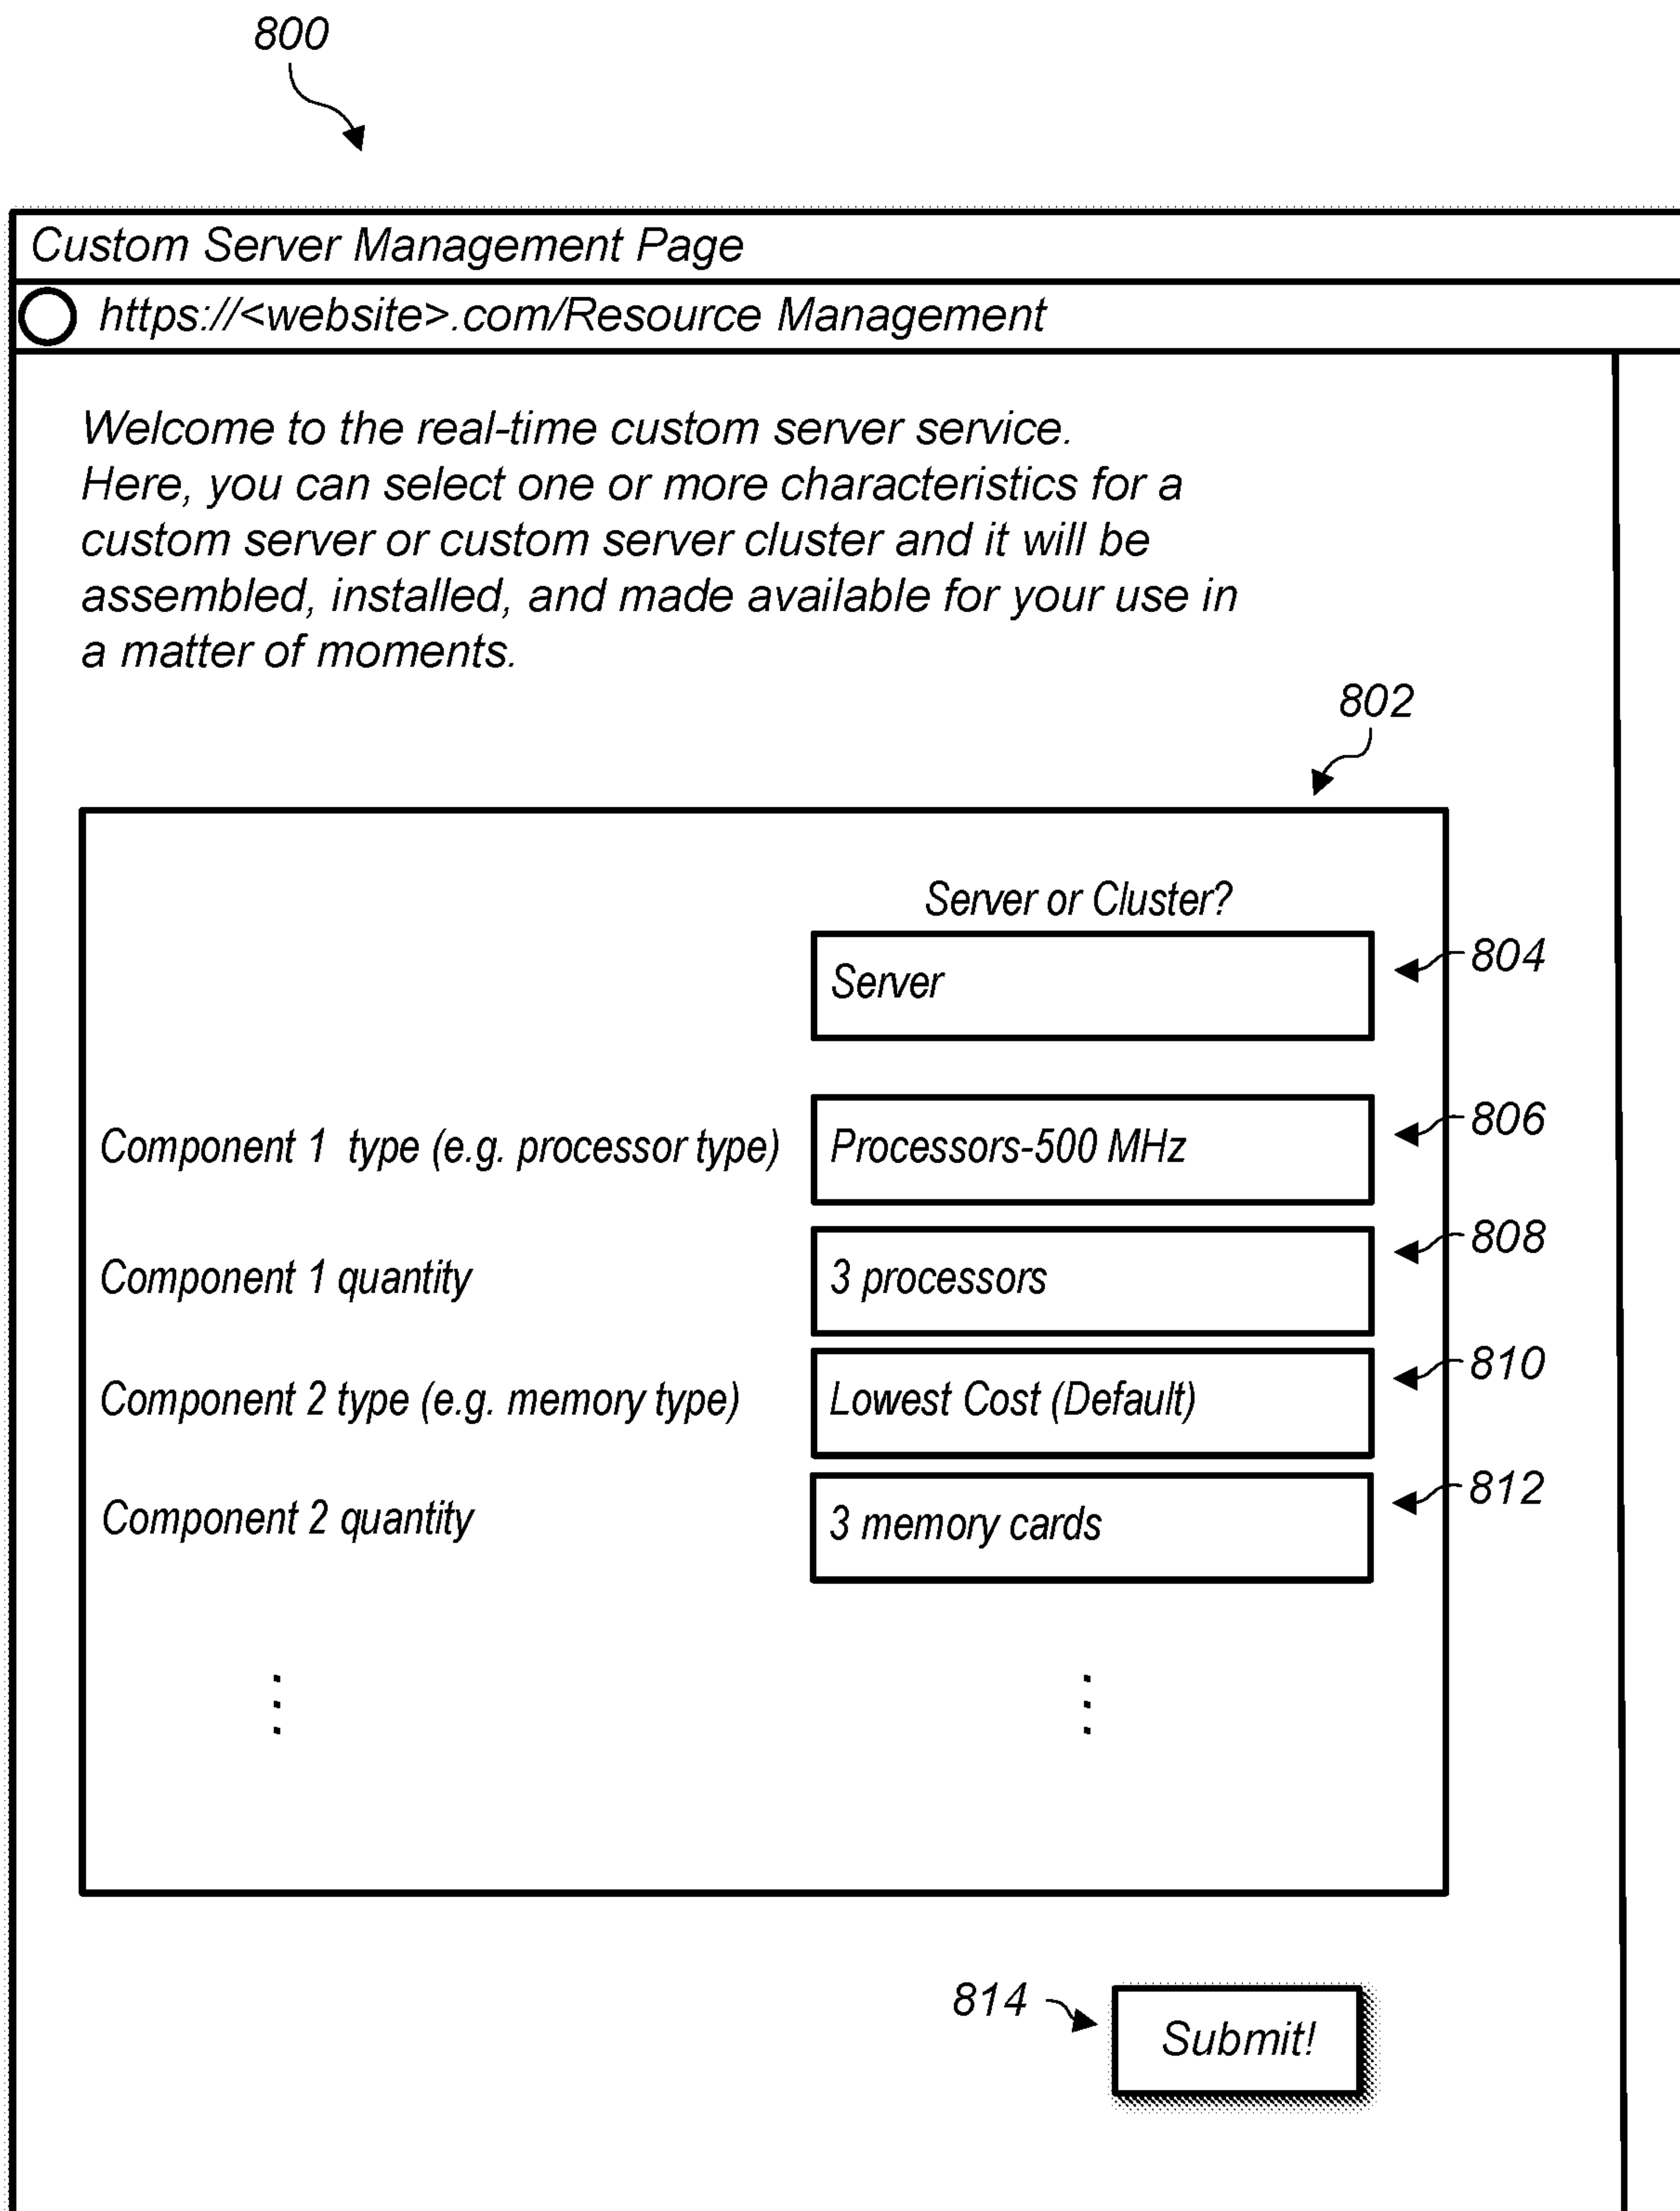 800
Custom Server Management Page
https://<website>.com/Resource Management
Welcome to the real-time custom server service.
Here, you can select one or more characteristics for a
custom server or custom server cluster and it will be
assembled, installed, and made available for your use in
a matter of moments.
802
Server or Cluster?
Server
804
Component 1 type (e.g. processor type)
Processors-500 MHz
806
Component 1 quantity
3 processors
808
Component 2 type (e.g. memory type)
Lowest Cost (Default)
810
Component 2 quantity
3 memory cards
812
814
Submit!